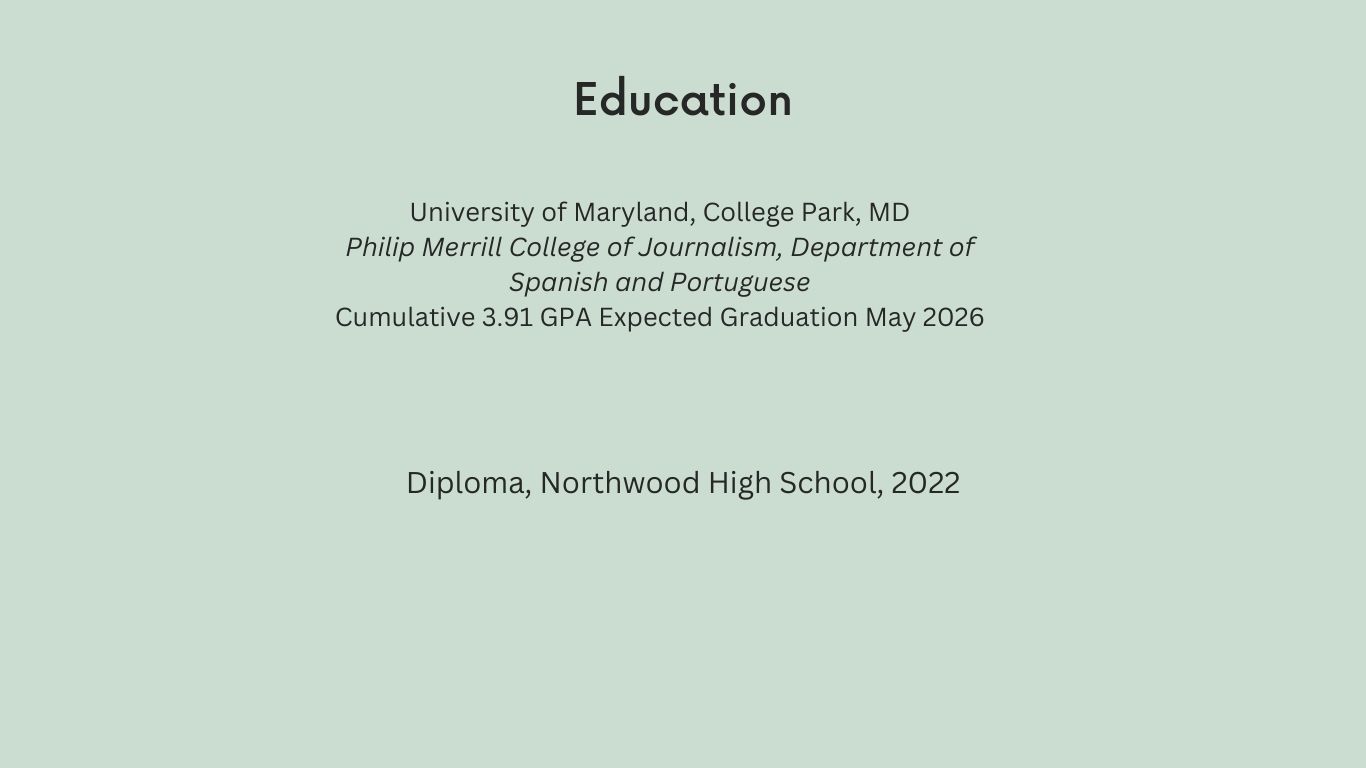 Education
University of Maryland, College Park, MD
Philip Merrill College of Journalism, Department of
Spanish and Portuguese
Cumulative 3.91 GPA Expected Graduation May 2026
Diploma, Northwood High School, 2022